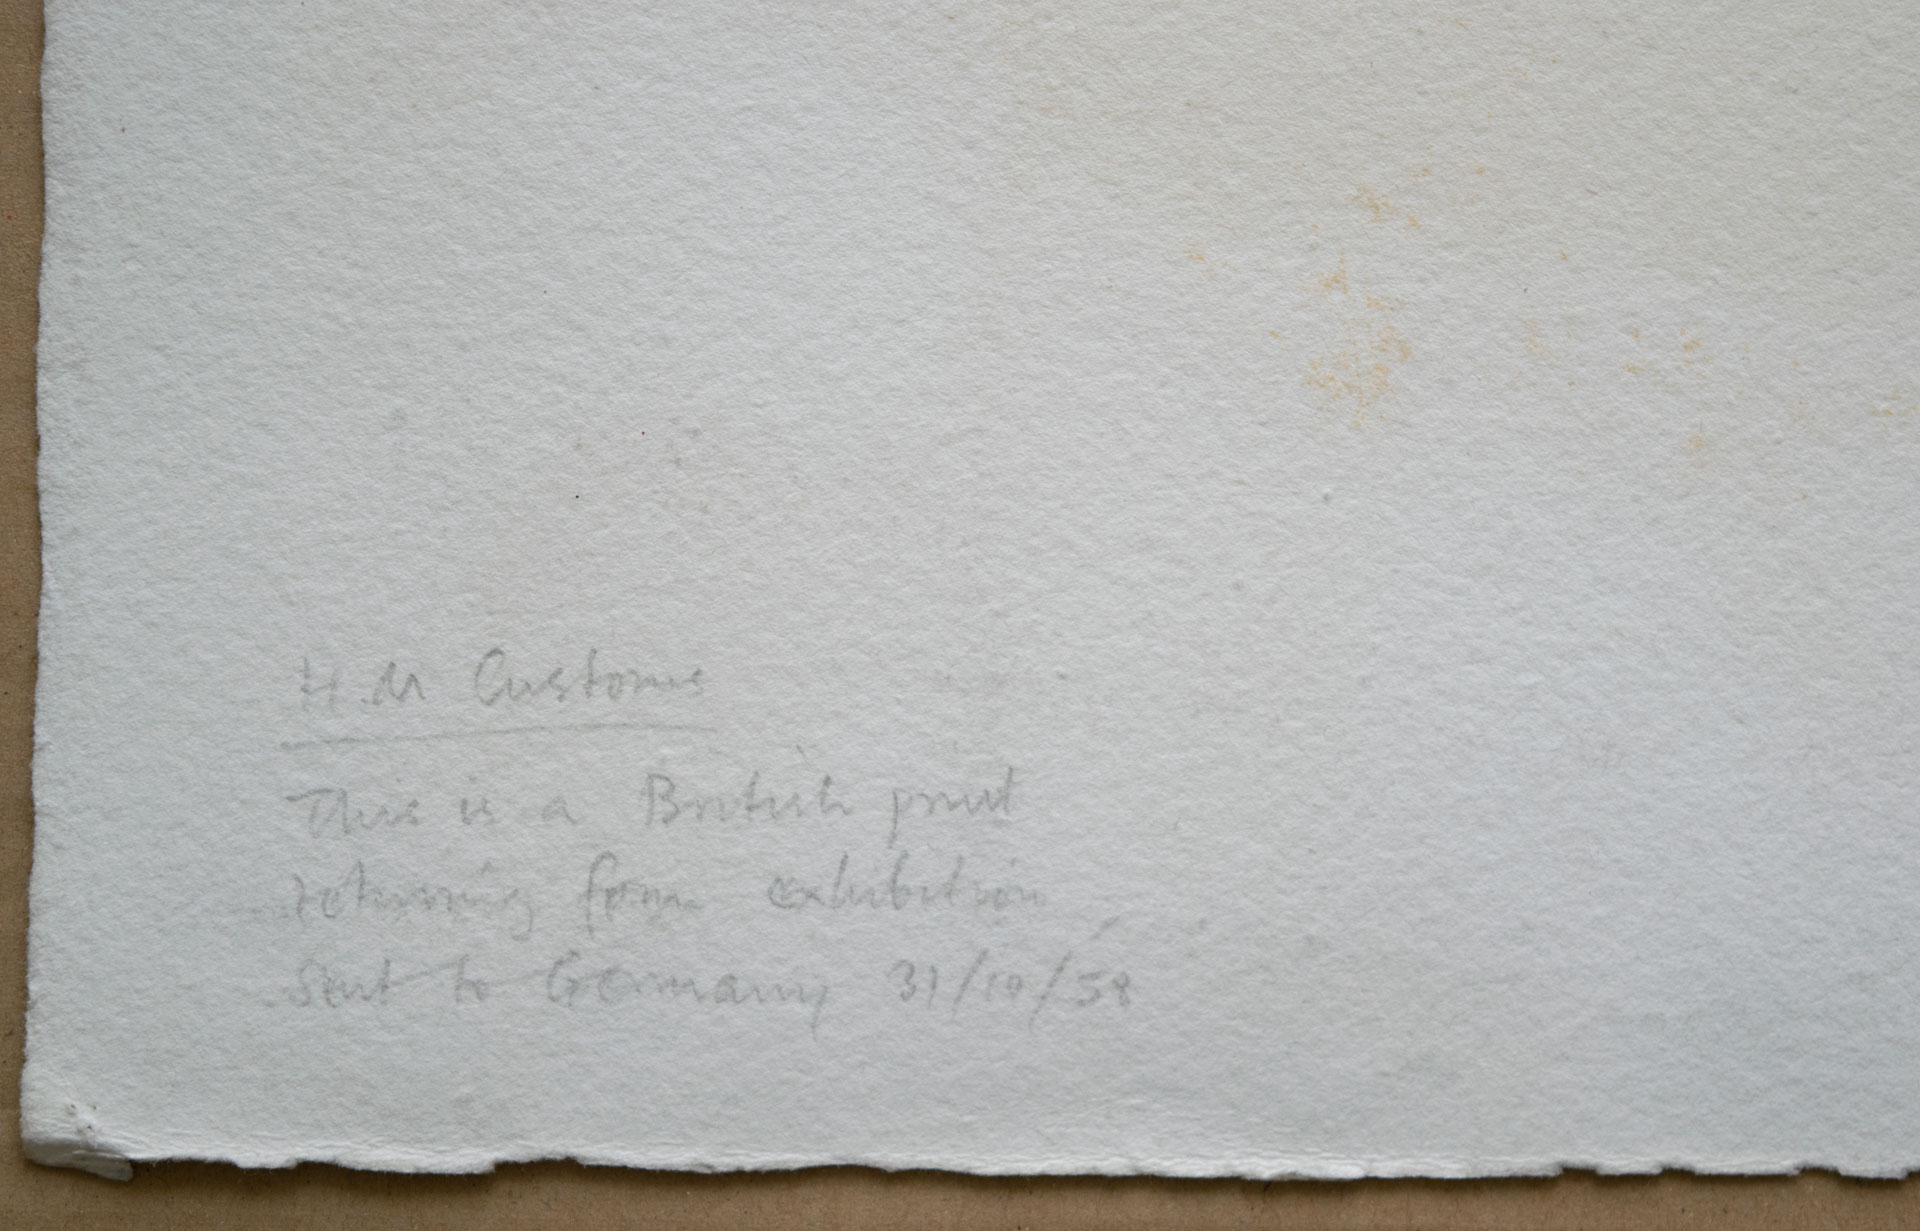 H.M Customs
This is a British print
returning from exhibition
sent to Germany 31/10/58